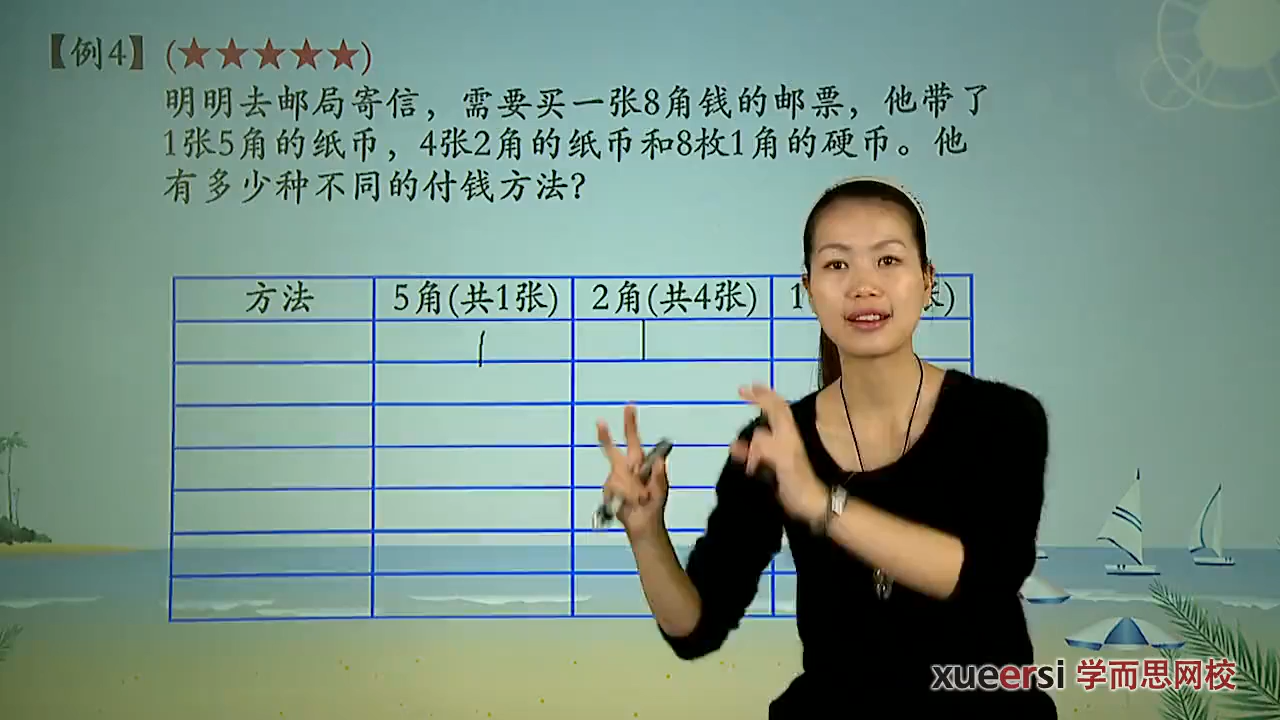 【例4】(★★★★★)
明明去邮局寄信，需要买一张8角钱的邮票，他带了
1张5角的纸币，4张2角的纸币和8枚1角的硬币。他
有多少种不同的付钱方法？
方法 5角(共1张) 2角(共4张) 1
1 1
xueersi 学而思网校